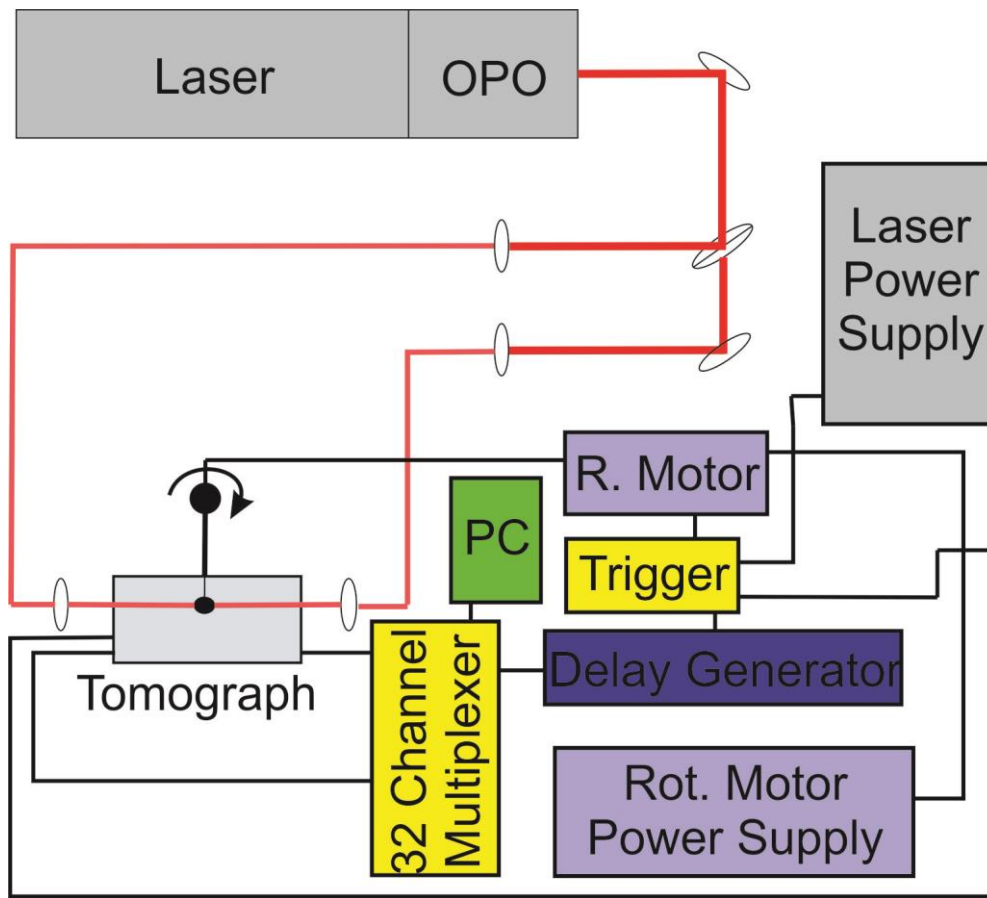 Laser
OPO
Laser
Power
Supply
R. Motor
PC
Trigger
32 Channel
Multiplexer
Delay Generator
Tomograph
Rot. Motor
Power Supply